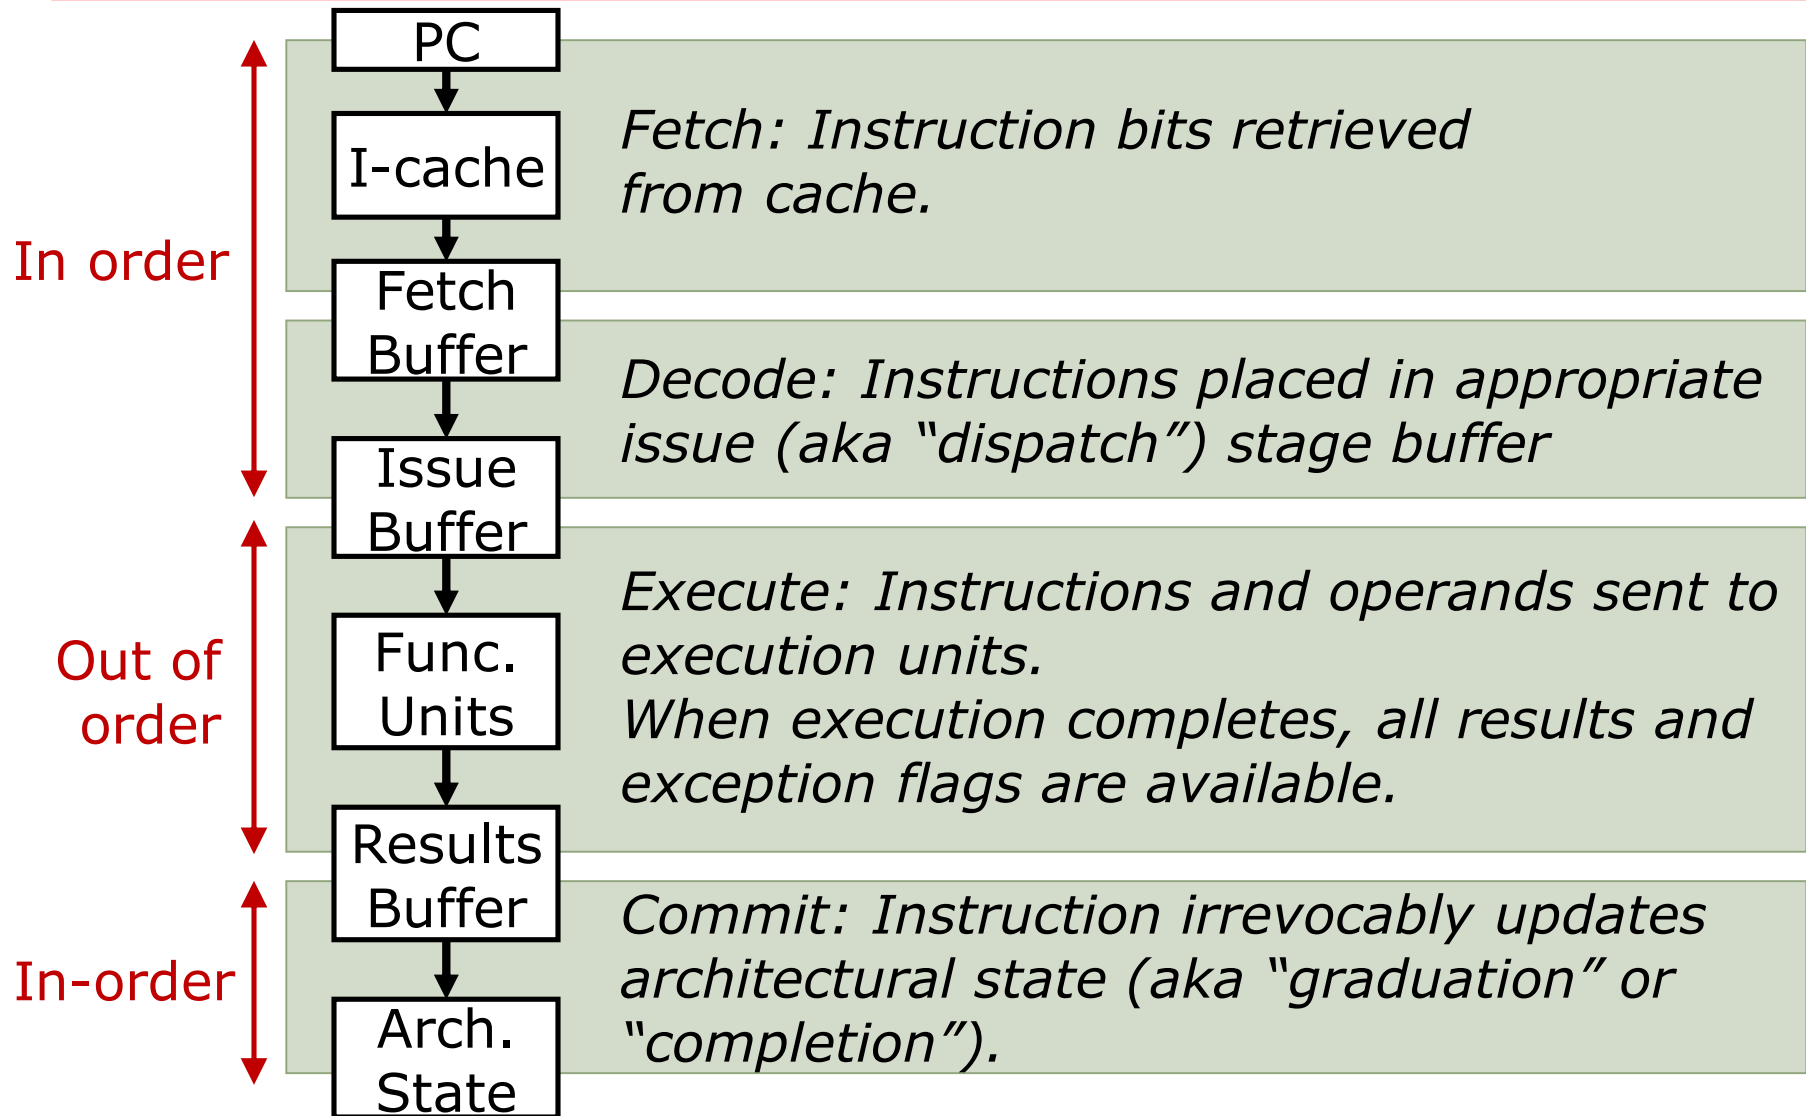 PC
I-cache
Fetch
Buffer
Issue
Buffer
Func.
Units
Results
Buffer
Arch.
State
In order
Out of
order
In-order
Fetch: Instruction bits retrieved
from cache.
Decode: Instructions placed in appropriate
issue (aka “dispatch”) stage buffer
Execute: Instructions and operands sent to
execution units.
When execution completes, all results and
exception flags are available.
Commit: Instruction irrevocably updates
architectural state (aka “graduation” or
“completion”).